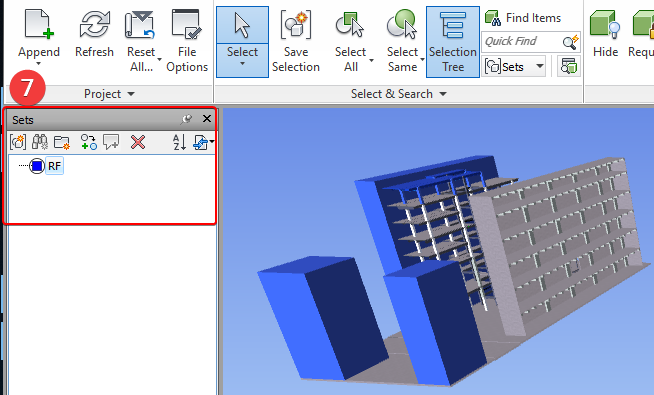 Append
Refresh
Reset All...
File Options
Project
Select
Save Selection
Select All
Select Same
Selection Tree
Find Items
Quick Find
Sets
Select & Search
Hide
Requ
7
Sets
A
Z
RF